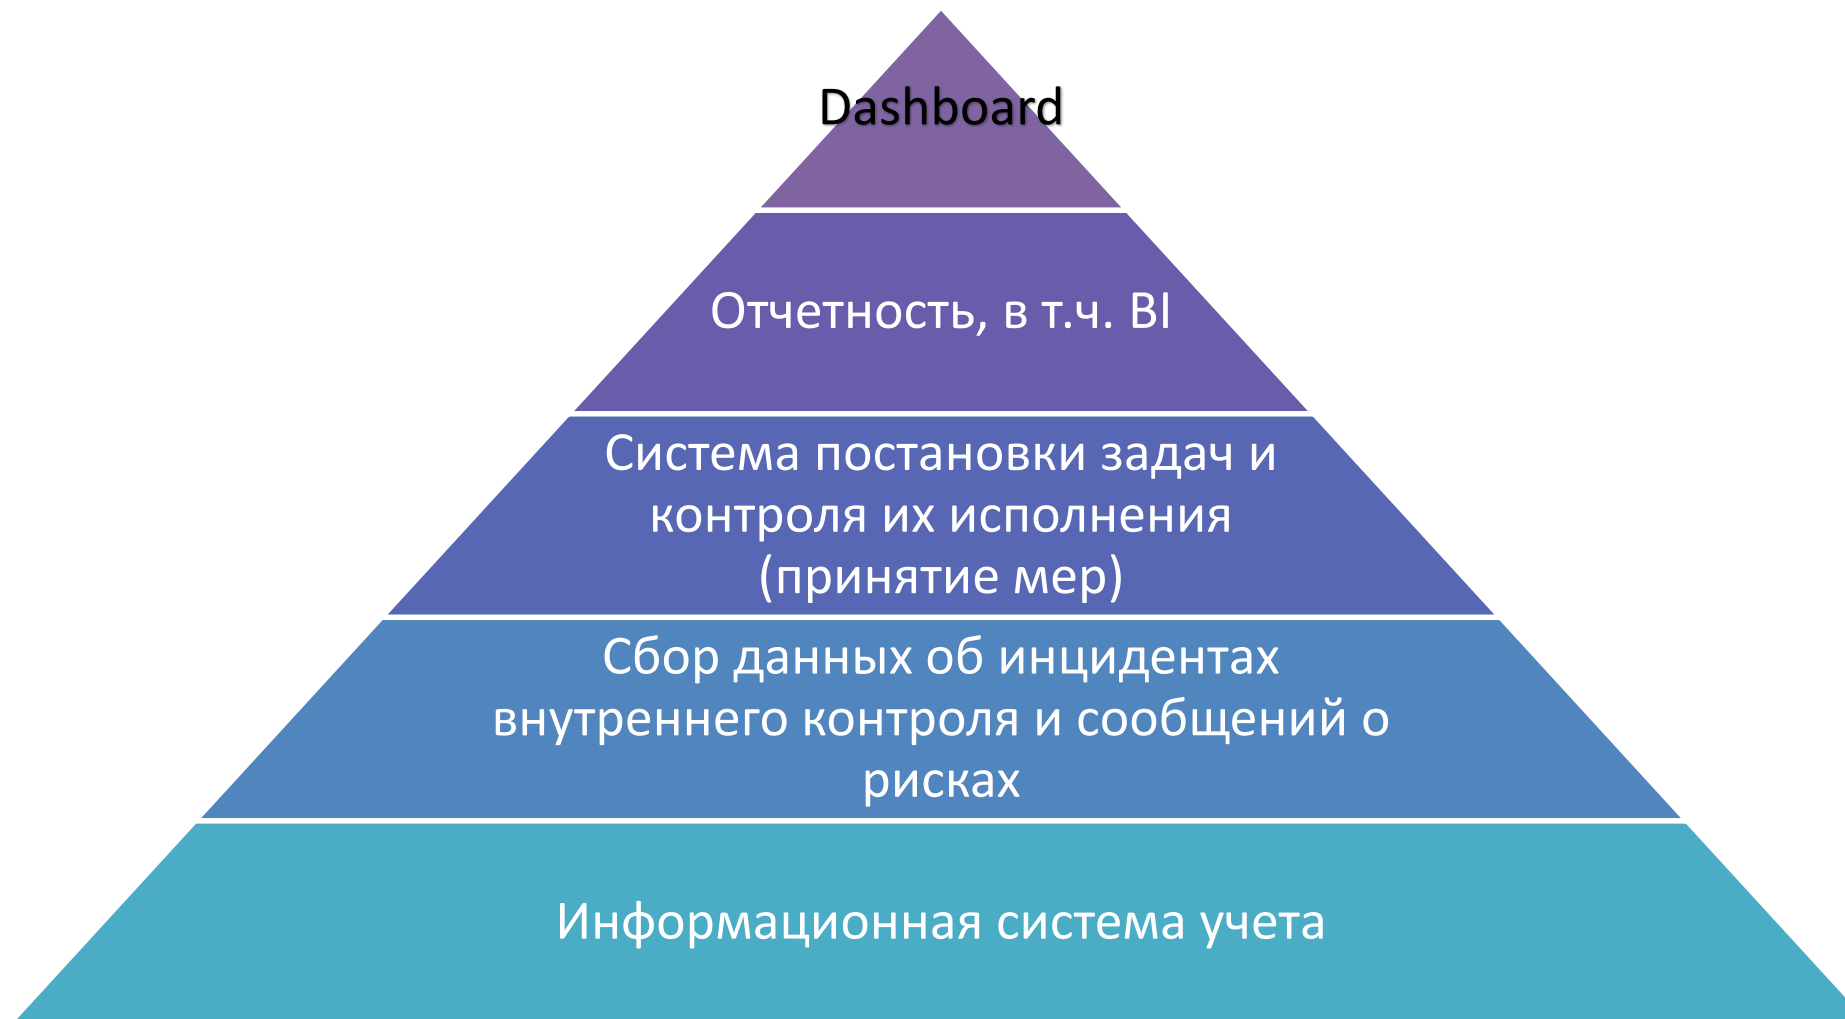 Dashboard
Отчетность, в т.ч. BI
Система постановки задач и
контроля их исполнения
(принятие мер)
Сбор данных об инцидентах
внутреннего контроля и сообщений о
рисках
Информационная система учета